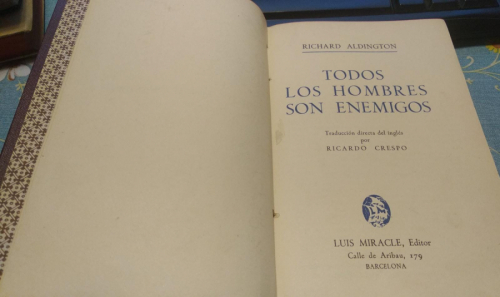 RICHARD ALDINGTON
TODOS
LOS HOMBRES
SON ENEMIGOS
Traducción directa del inglés
por
RICARDO CRESPO
LUIS MIRACLE, Editor
Calle de Aribau, 179
BARCELONA